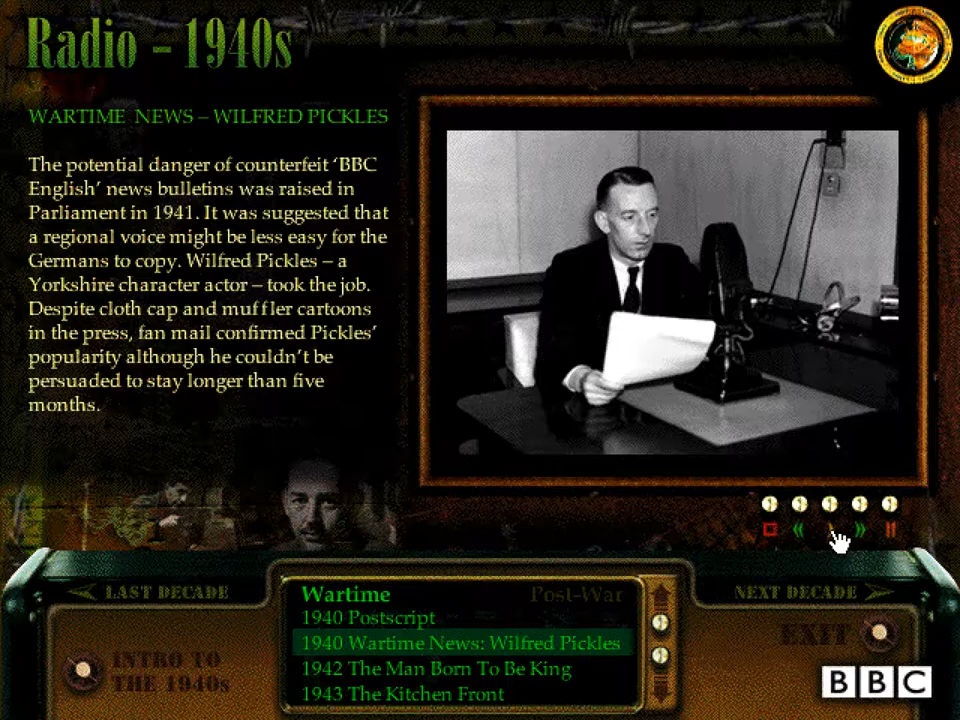 Radio – 1940s
WARTIME NEWS – WILFRED PICKLES
The potential danger of counterfeit ‘BBC
English’ news bulletins was raised in
Parliament in 1941. It was suggested that
a regional voice might be less easy for the
Germans to copy. Wilfred Pickles – a
Yorkshire character actor – took the job.
Despite cloth cap and muffler cartoons
in the press, fan mail confirmed Pickles’
popularity although he couldn’t be
persuaded to stay longer than five
months.
LAST DECADE
Wartime Post-War
NEXT DECADE
1940 Postscript
1940 Wartime News: Wilfred Pickles
1942 The Man Born To Be King
1943 The Kitchen Front
INTRO TO
THE 1940s
EXIT
BBC